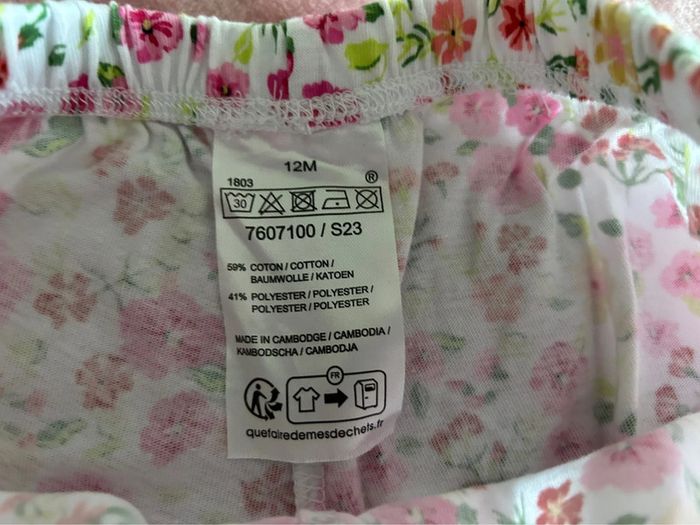 12M
1803 ®
30
7607100 / S23
59% COTON / COTTON /
BAUMWOLLE / KATOEN
41% POLYESTER / POLYESTER /
POLYESTER / POLYESTER
MADE IN CAMBODGE / CAMBODIA /
KAMBODSCHA / CAMBODJA
FR
quefairedemesdechets.fr